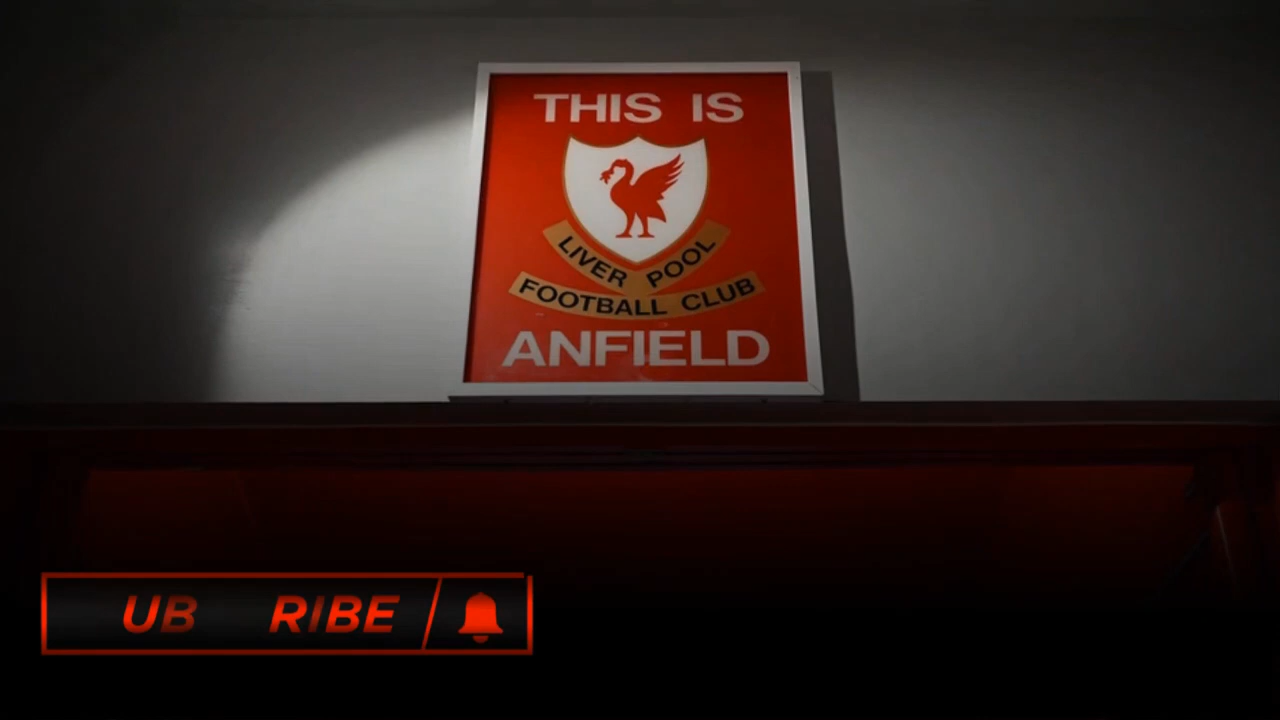 THIS IS
LIVER POOL
FOOTBALL CLUB
ANFIELD
UB RIBE